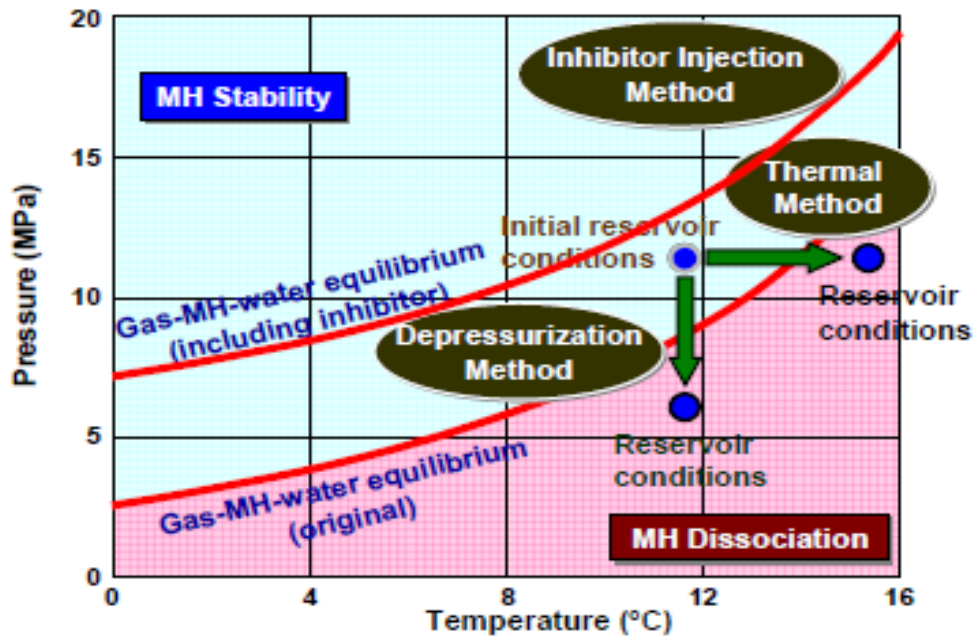 20
Inhibitor Injection
Method
MH Stability
15
Thermal
Method
Initial reservoir
conditions
Gas-MH-water equilibrium
(including inhibitor)
10
Reservoir
conditions
Depressurization
Method
5
Reservoir
conditions
Gas-MH-water equilibrium
(original)
MH Dissociation
0
Pressure (MPa)
0
4
8
12
16
Temperature (°C)